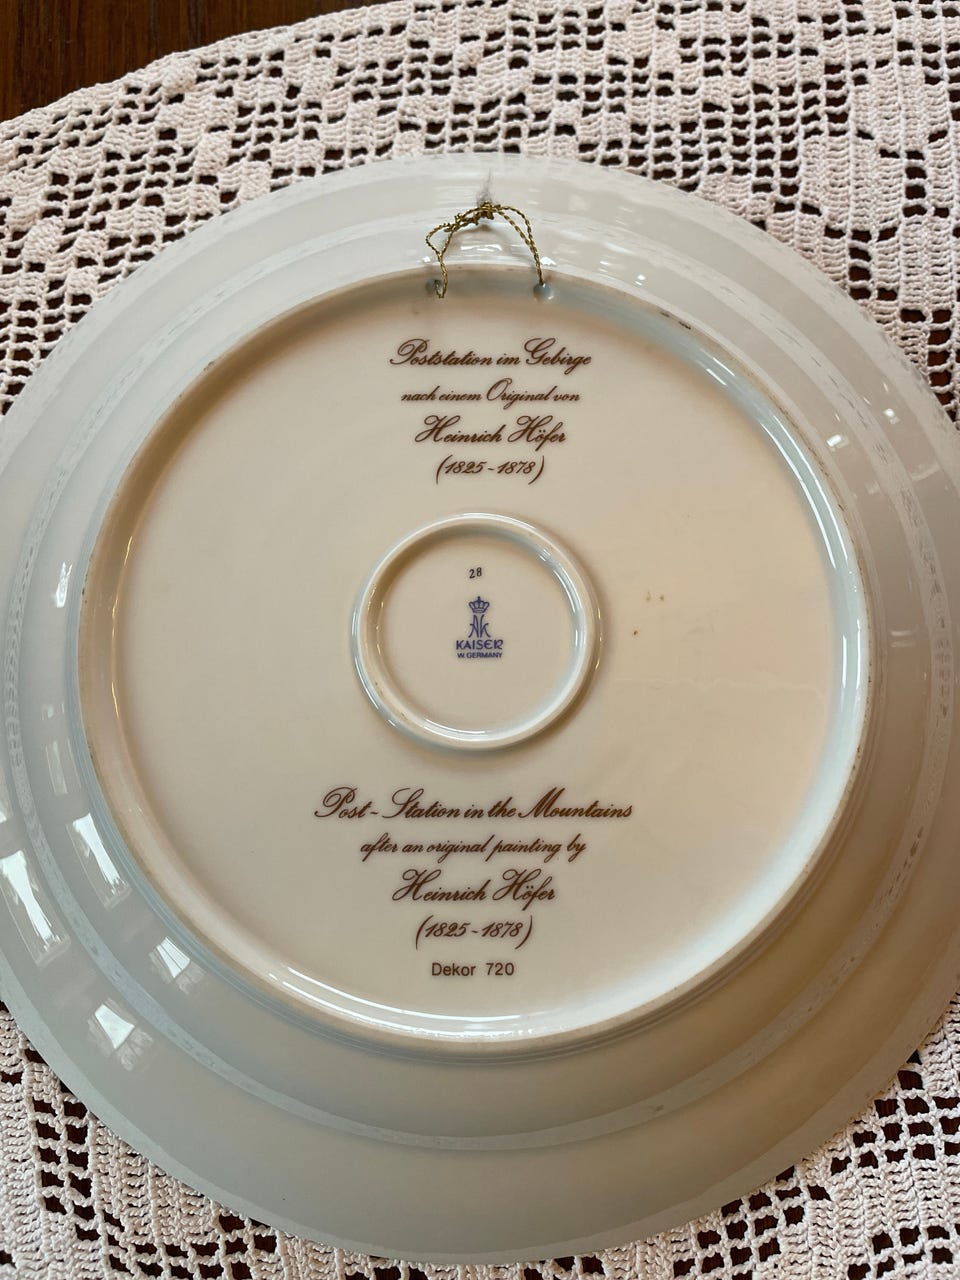 Poststation im Gebirge
nach einem Original von
Heinrich Höfer
(1825-1878)
28
AK
KAISER
W. GERMANY
Post-Station in the Mountains
after an original painting by
Heinrich Höfer
(1825-1878)
Dekor 720